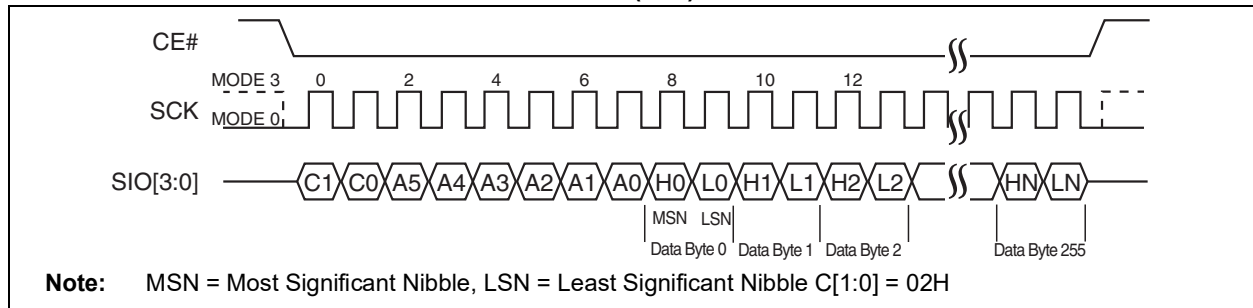 CE#
MODE 3 0 2 4 6 8 10 12
SCK MODE 0
SIO[3:0] C1 C0 A5 A4 A3 A2 A1 A0 H0 L0 H1 L1 H2 L2 HN LN
MSN LSN
Data Byte 0 Data Byte 1 Data Byte 2 Data Byte 255
Note: MSN = Most Significant Nibble, LSN = Least Significant Nibble C[1:0] = 02H